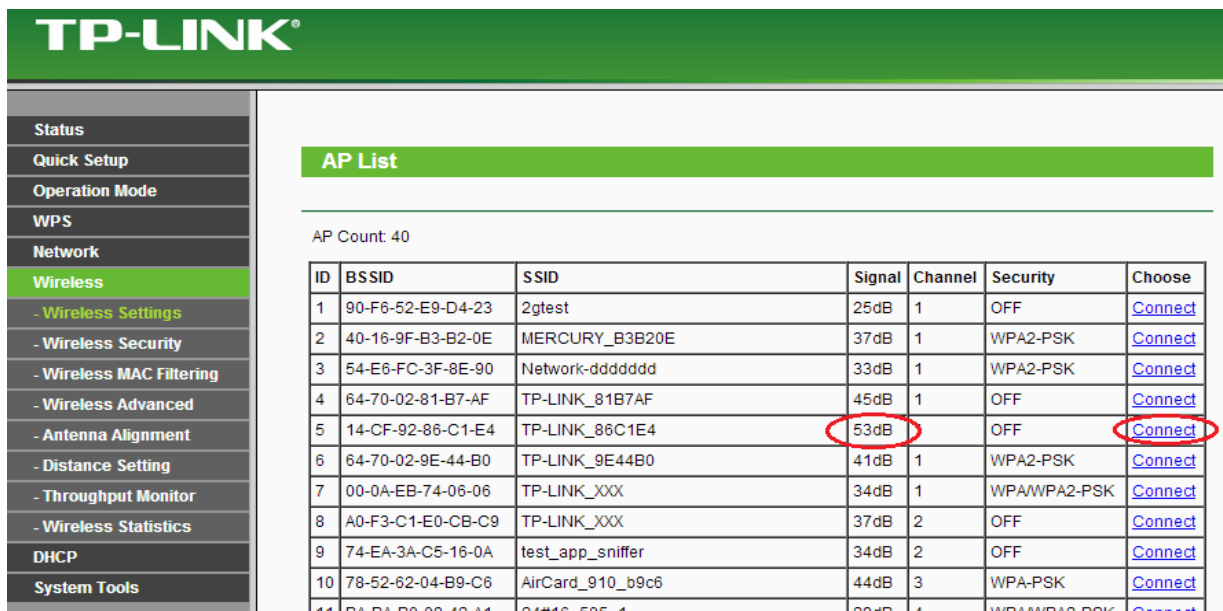 TP-LINK®
Status
Quick Setup
Operation Mode
WPS
Network
Wireless
- Wireless Settings
- Wireless Security
- Wireless MAC Filtering
- Wireless Advanced
- Antenna Alignment
- Distance Setting
- Throughput Monitor
- Wireless Statistics
DHCP
System Tools
AP List
AP Count: 40
ID BSSID SSID Signal Channel Security Choose
1 90-F6-52-E9-D4-23 2gtest 25dB 1 OFF Connect
2 40-16-9F-B3-B2-0E MERCURY_B3B20E 37dB 1 WPA2-PSK Connect
3 54-E6-FC-3F-8E-90 Network-ddddddd 33dB 1 WPA2-PSK Connect
4 64-70-02-81-B7-AF TP-LINK_81B7AF 45dB 1 OFF Connect
5 14-CF-92-86-C1-E4 TP-LINK_86C1E4 53dB 1 OFF Connect
6 64-70-02-9E-44-B0 TP-LINK_9E44B0 41dB 1 WPA2-PSK Connect
7 00-0A-EB-74-06-06 TP-LINK_XXX 34dB 1 WPA/WPA2-PSK Connect
8 A0-F3-C1-E0-CB-C9 TP-LINK_XXX 37dB 2 OFF Connect
9 74-EA-3A-C5-16-0A test_app_sniffer 34dB 2 OFF Connect
10 78-52-62-04-B9-C6 AirCard_910_b9c6 44dB 3 WPA-PSK Connect